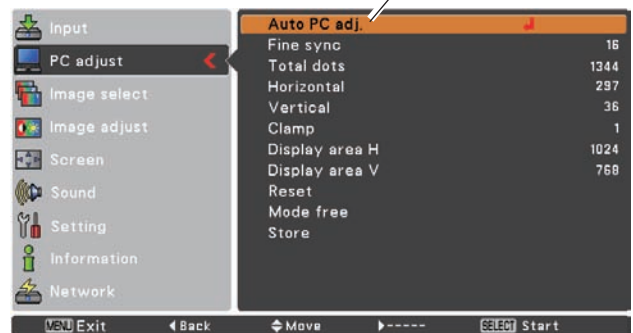 Input
PC adjust
Image select
Image adjust
Screen
Sound
Setting
Information
Network
Auto PC adj.
Fine sync 16
Total dots 1344
Horizontal 297
Vertical 36
Clamp 1
Display area H 1024
Display area V 768
Reset
Mode free
Store
MENU Exit Back Move ----- SELECT Start